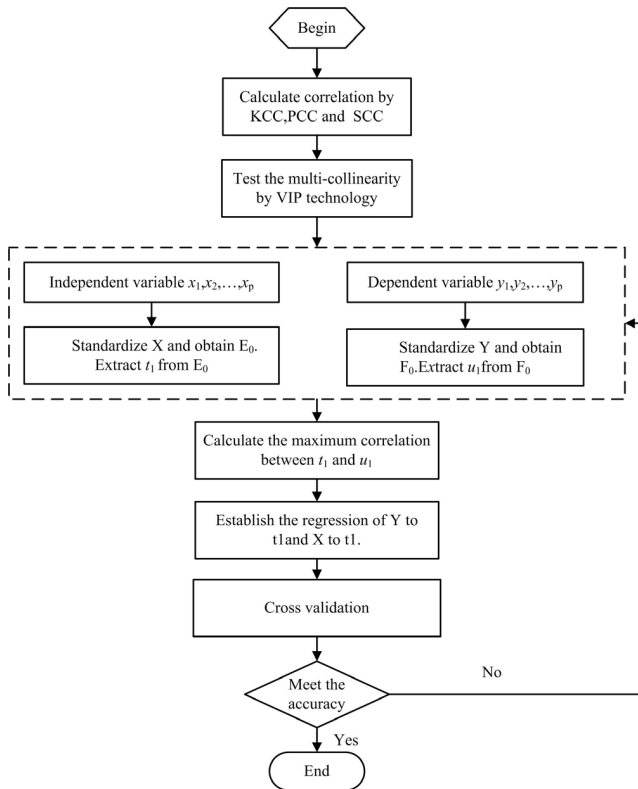 Begin
Calculate correlation by
KCC,PCC and SCC
Test the multi-collinearity
by VIP technology
Independent variable x₁,x₂,…,xₚ
Dependent variable y₁,y₂,…,yₚ
Standardize X and obtain E₀.
Extract t₁ from E₀
Standardize Y and obtain
F₀.Extract u₁from F₀
Calculate the maximum correlation
between t₁ and u₁
Establish the regression of Y to
t1and X to t1.
Cross validation
Meet the
accuracy
No
Yes
End